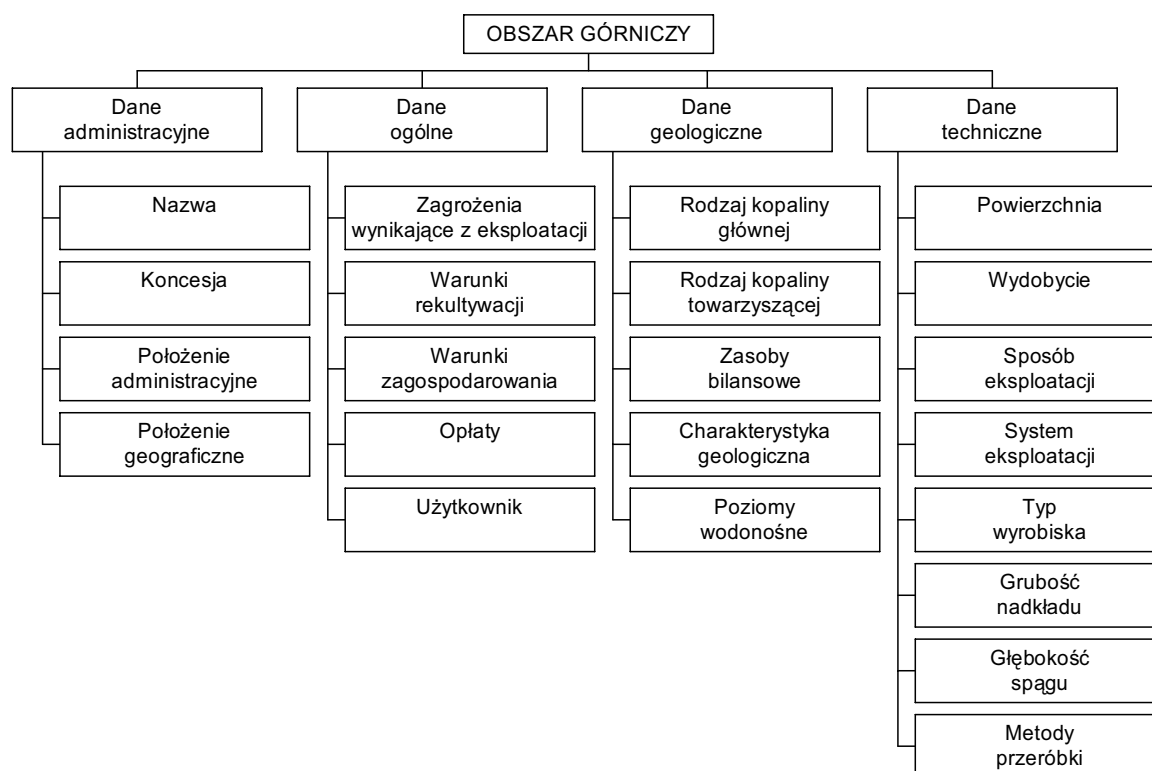 OBSZAR GÓRNICZY
Dane
administracyjne
Nazwa
Koncesja
Położenie
administracyjne
Położenie
geograficzne
Dane
ogólne
Zagrożenia
wynikające z eksploatacji
Warunki
rekultywacji
Warunki
zagospodarowania
Opłaty
Użytkownik
Dane
geologiczne
Rodzaj kopaliny
głównej
Rodzaj kopaliny
towarzyszącej
Zasoby
bilansowe
Charakterystyka
geologiczna
Poziomy
wodonośne
Dane
techniczne
Powierzchnia
Wydobycie
Sposób
eksploatacji
System
eksploatacji
Typ
wyrobiska
Grubość
nadkładu
Głębokość
spągu
Metody
przeróbki